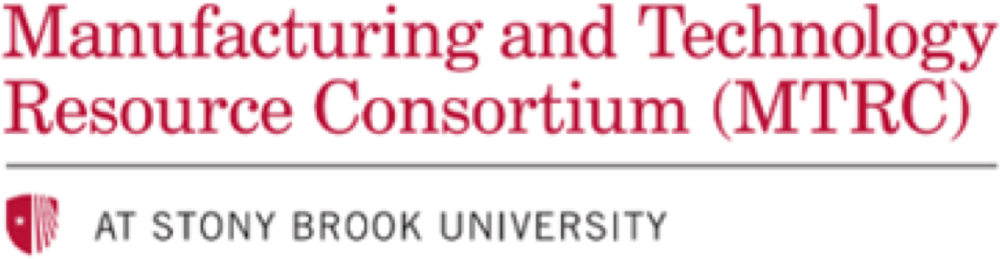 Manufacturing and Technology
Resource Consortium (MTRC)
AT STONY BROOK UNIVERSITY